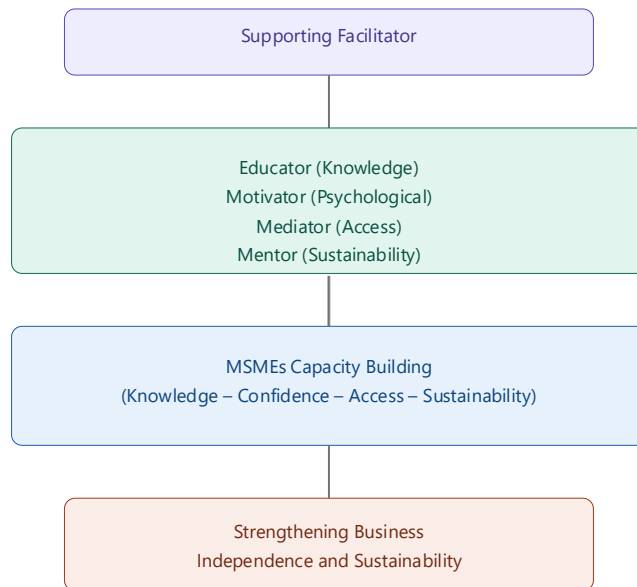 Supporting Facilitator
Educator (Knowledge)
Motivator (Psychological)
Mediator (Access)
Mentor (Sustainability)
MSMEs Capacity Building
(Knowledge – Confidence – Access – Sustainability)
Strengthening Business
Independence and Sustainability